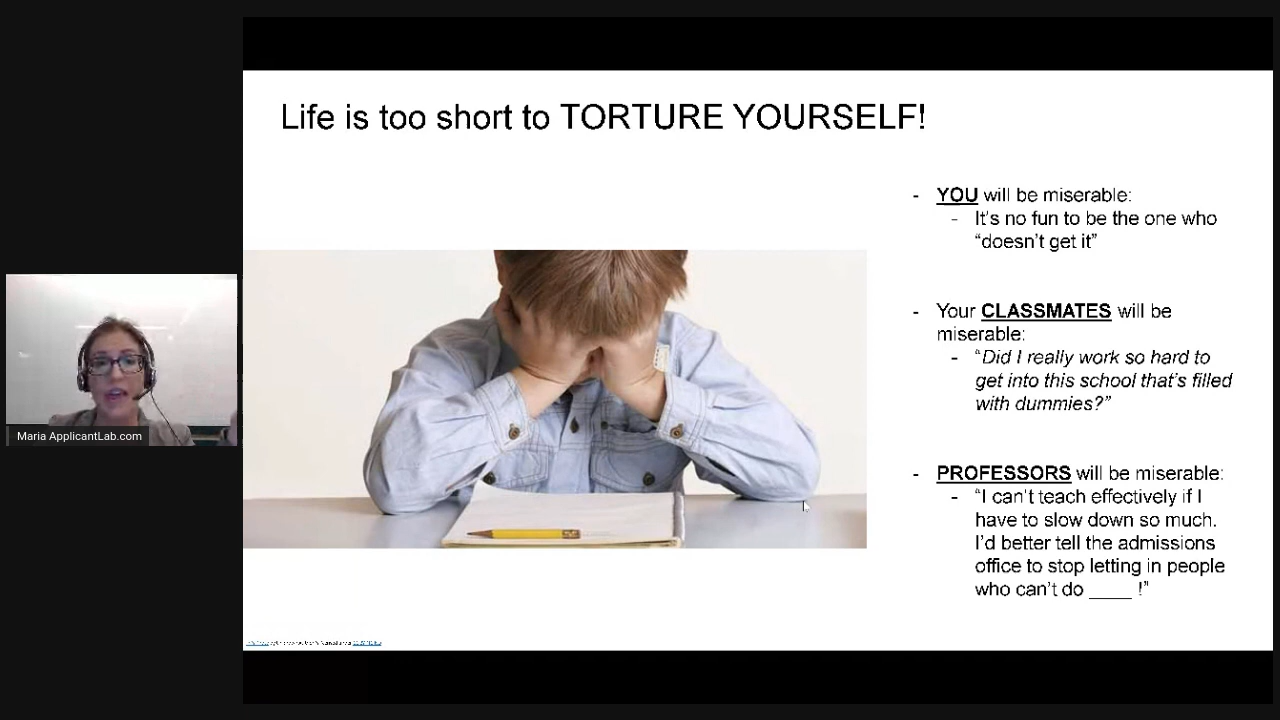 Life is too short to TORTURE YOURSELF!
- YOU will be miserable:
- It's no fun to be the one who
"doesn't get it"
- Your CLASSMATES will be
miserable:
- "Did I really work so hard to
get into this school that's filled
with dummies?"
- PROFESSORS will be miserable:
- "I can't teach effectively if I
have to slow down so much.
I'd better tell the admissions
office to stop letting in people
who can't do ____ !"
Maria ApplicantLab.com